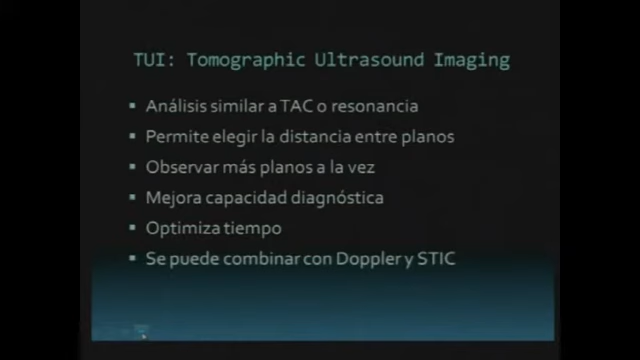 TUI: Tomographic Ultrasound Imaging
▪ Análisis similar a TAC o resonancia
▪ Permite elegir la distancia entre planos
▪ Observar más planos a la vez
▪ Mejora capacidad diagnóstica
▪ Optimiza tiempo
▪ Se puede combinar con Doppler y STIC